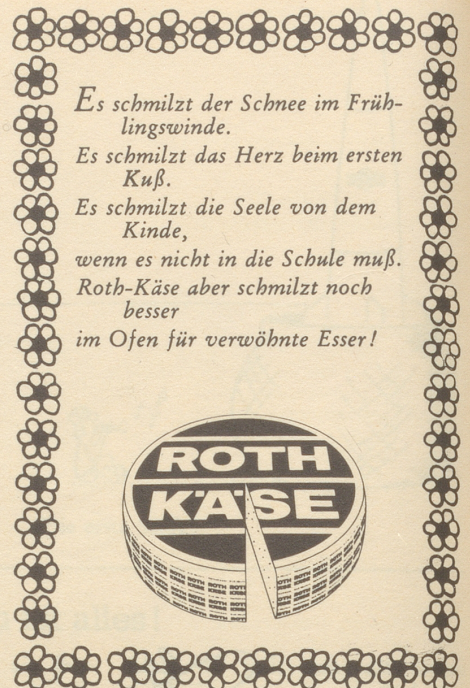 Es schmilzt der Schnee im Früh-
lingswinde.
Es schmilzt das Herz beim ersten
Kuß.
Es schmilzt die Seele von dem
Kinde,
wenn es nicht in die Schule muß.
Roth-Käse aber schmilzt noch
besser
im Ofen für verwöhnte Esser!
ROTH
KÄSE